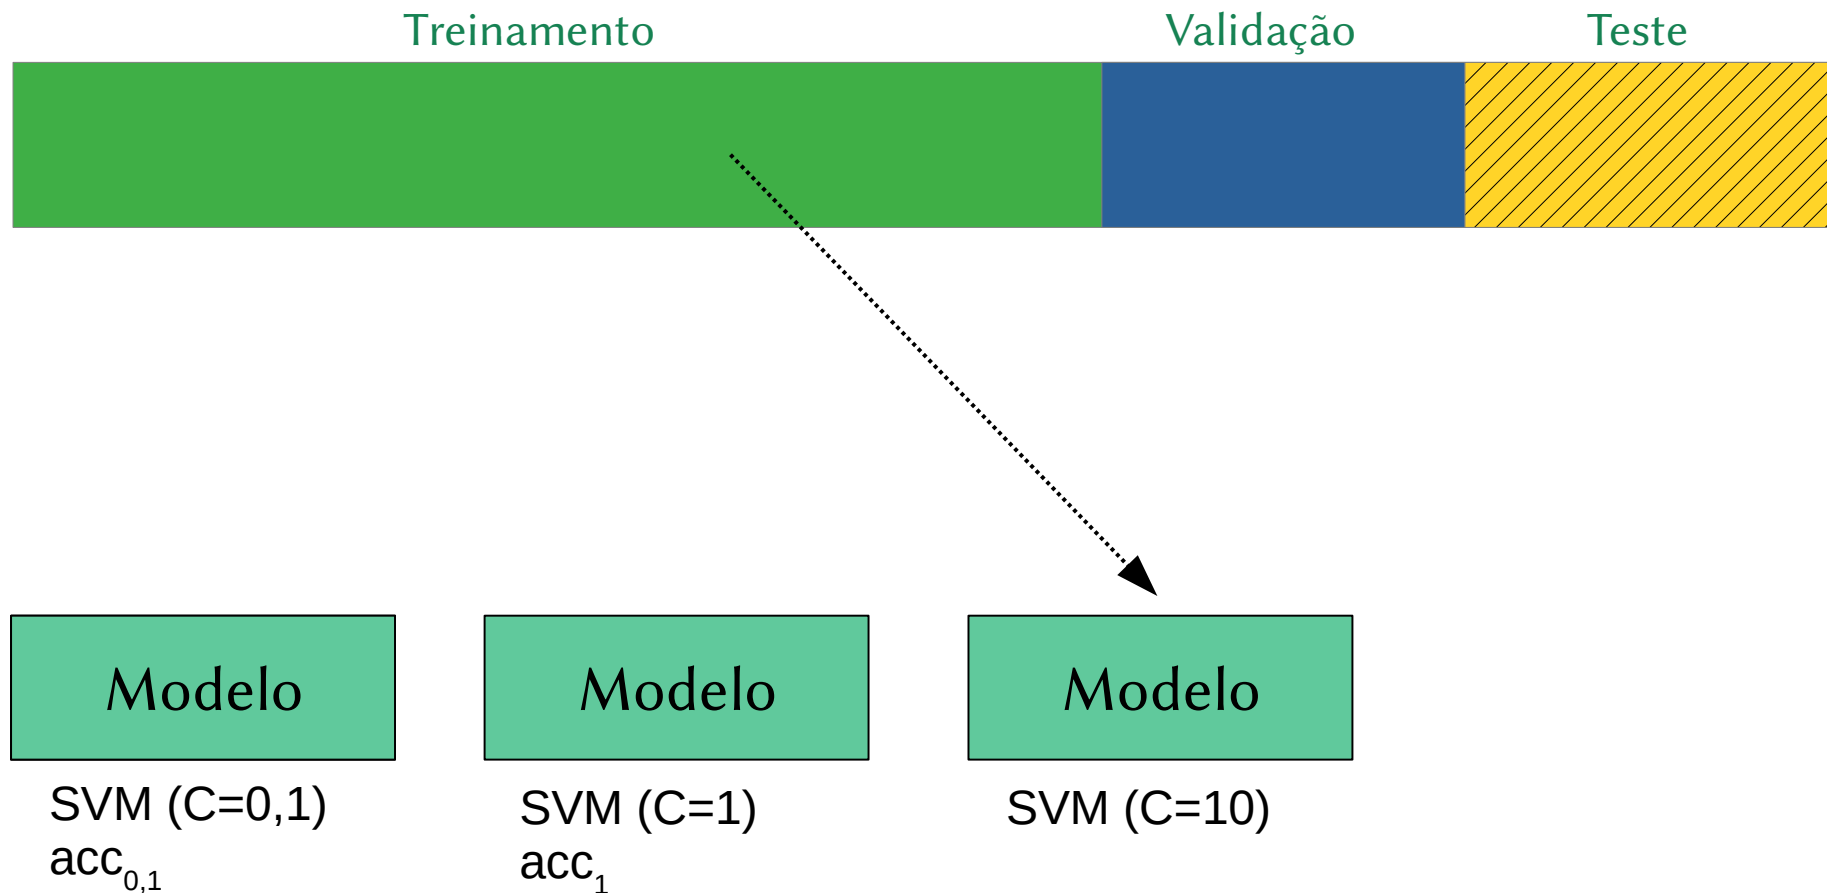 Treinamento Validação Teste
Modelo Modelo Modelo
SVM (C=0,1) SVM (C=1) SVM (C=10)
acc0,1 acc1